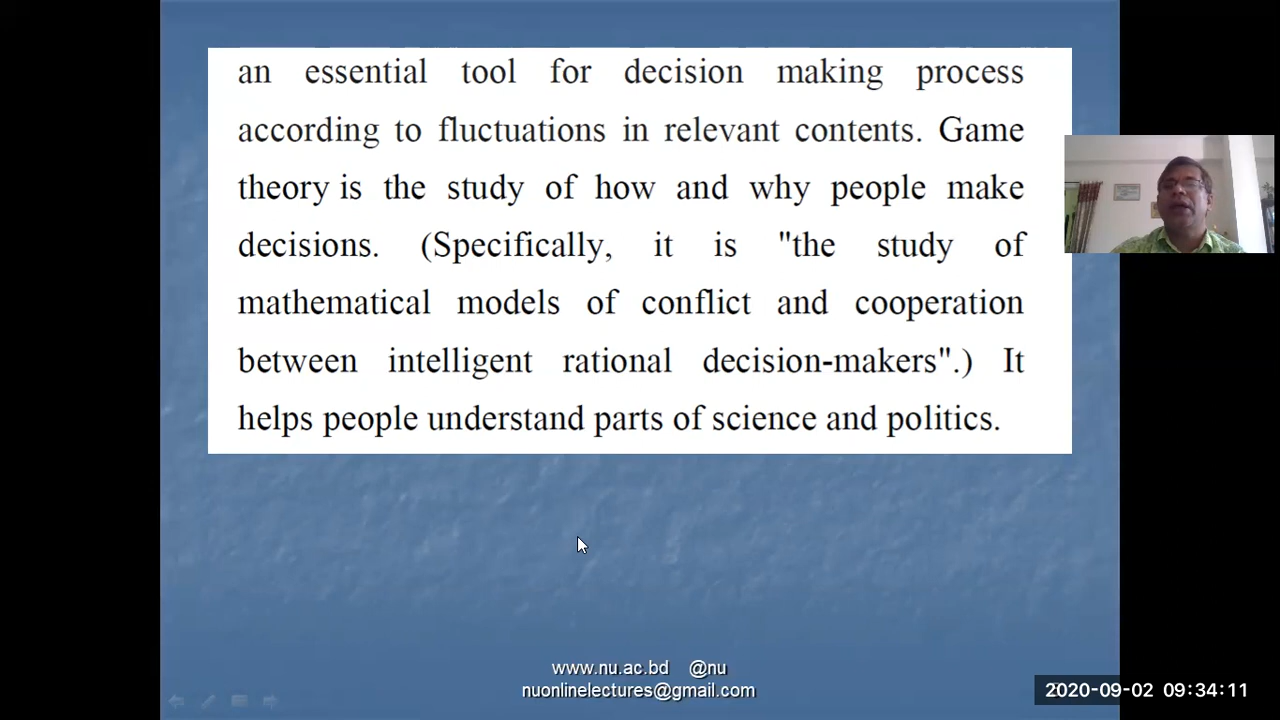 an essential tool for decision making process
according to fluctuations in relevant contents. Game
theory is the study of how and why people make
decisions. (Specifically, it is "the study of
mathematical models of conflict and cooperation
between intelligent rational decision-makers".) It
helps people understand parts of science and politics.
www.nu.ac.bd @nu
nuonlinelectures@gmail.com
2020-09-02 09:34:11